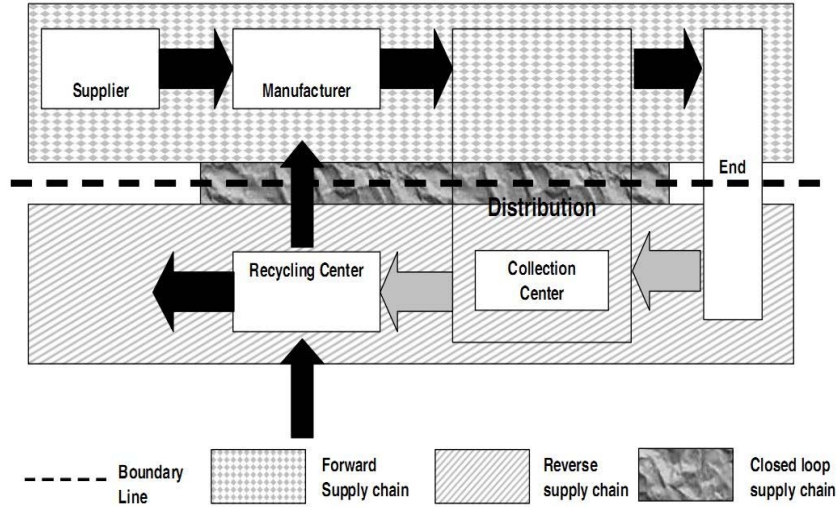 Supplier
Manufacturer
End
Distribution
Recycling Center
Collection
Center
Boundary
Line
Forward
Supply chain
Reverse
supply chain
Closed loop
supply chain